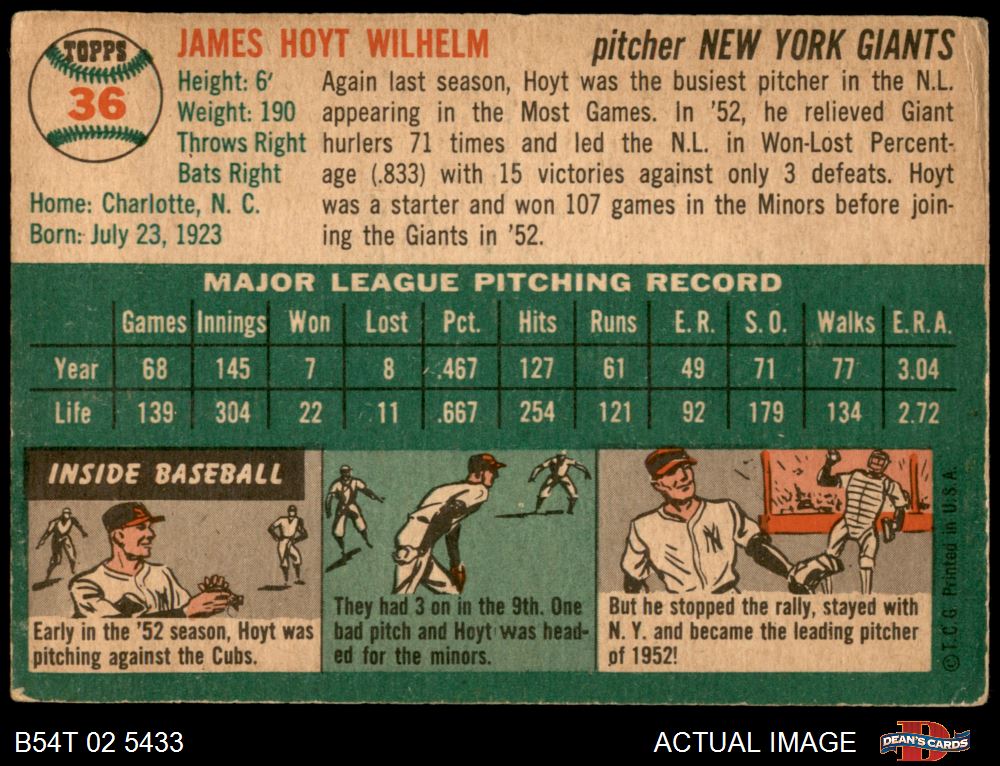 TOPPS
36
JAMES HOYT WILHELM
pitcher NEW YORK GIANTS
Height: 6'
Weight: 190
Throws Right
Bats Right
Home: Charlotte, N. C.
Born: July 23, 1923
Again last season, Hoyt was the busiest pitcher in the N.L.
appearing in the Most Games. In '52, he relieved Giant
hurlers 71 times and led the N.L. in Won-Lost Percent-
age (.833) with 15 victories against only 3 defeats. Hoyt
was a starter and won 107 games in the Minors before join-
ing the Giants in '52.
MAJOR LEAGUE PITCHING RECORD
Games Innings Won Lost Pct. Hits Runs E.R. S.O. Walks E.R.A.
Year 68 145 7 8 .467 127 61 49 71 77 3.04
Life 139 304 22 11 .667 254 121 92 179 134 2.72
INSIDE BASEBALL
Early in the '52 season, Hoyt was
pitching against the Cubs.
They had 3 on in the 9th. One
bad pitch and Hoyt was head-
ed for the minors.
NY
But he stopped the rally, stayed with
N. Y. and became the leading pitcher
of 1952!
© T.C.G. Printed in U.S.A.
B54T 02 5433
ACTUAL IMAGE
D
DEAN'S CARDS